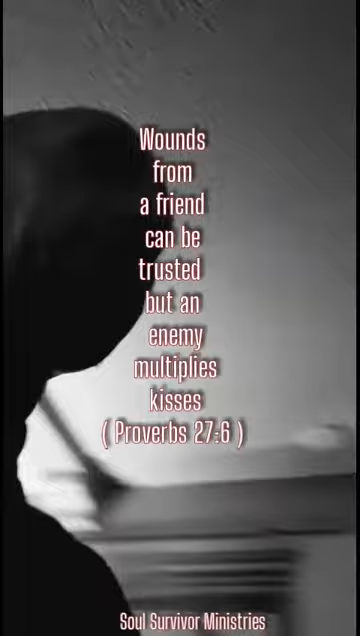 Wounds
from
a friend
can be
trusted
but an
enemy
multiplies
kisses
( Proverbs 27:6 )
Soul Survivor Ministries